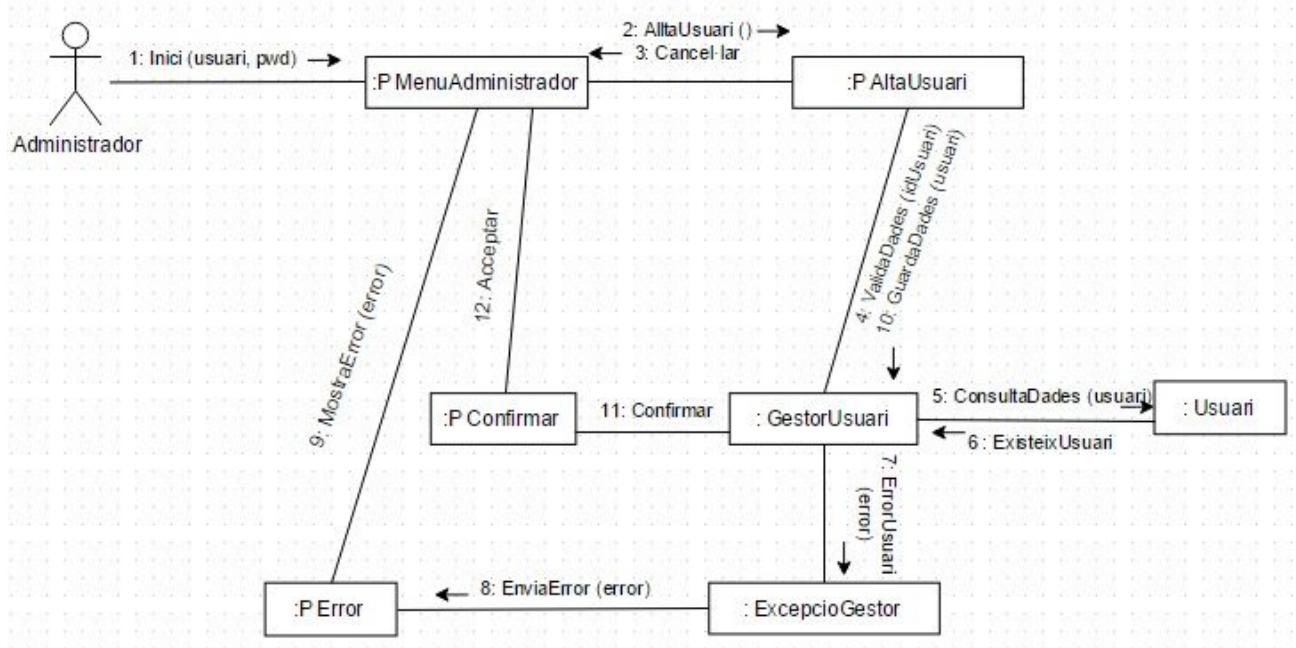 2: AlltaUsuari ()
1: Inici (usuari, pwd)
3: Cancel·lar
:P MenuAdministrador
:P AltaUsuari
Administrador
4: ValidaDades (idUsuari)
10: GuardaDades (usuari)
12: Acceptar
9: MostraError (error)
:P Confirmar
11: Confirmar
: GestorUsuari
5: ConsultaDades (usuari)
: Usuari
6 : ExisteixUsuari
7: ErrorUsuari
(error)
:P Error
8: EnviaError (error)
: ExcepcioGestor